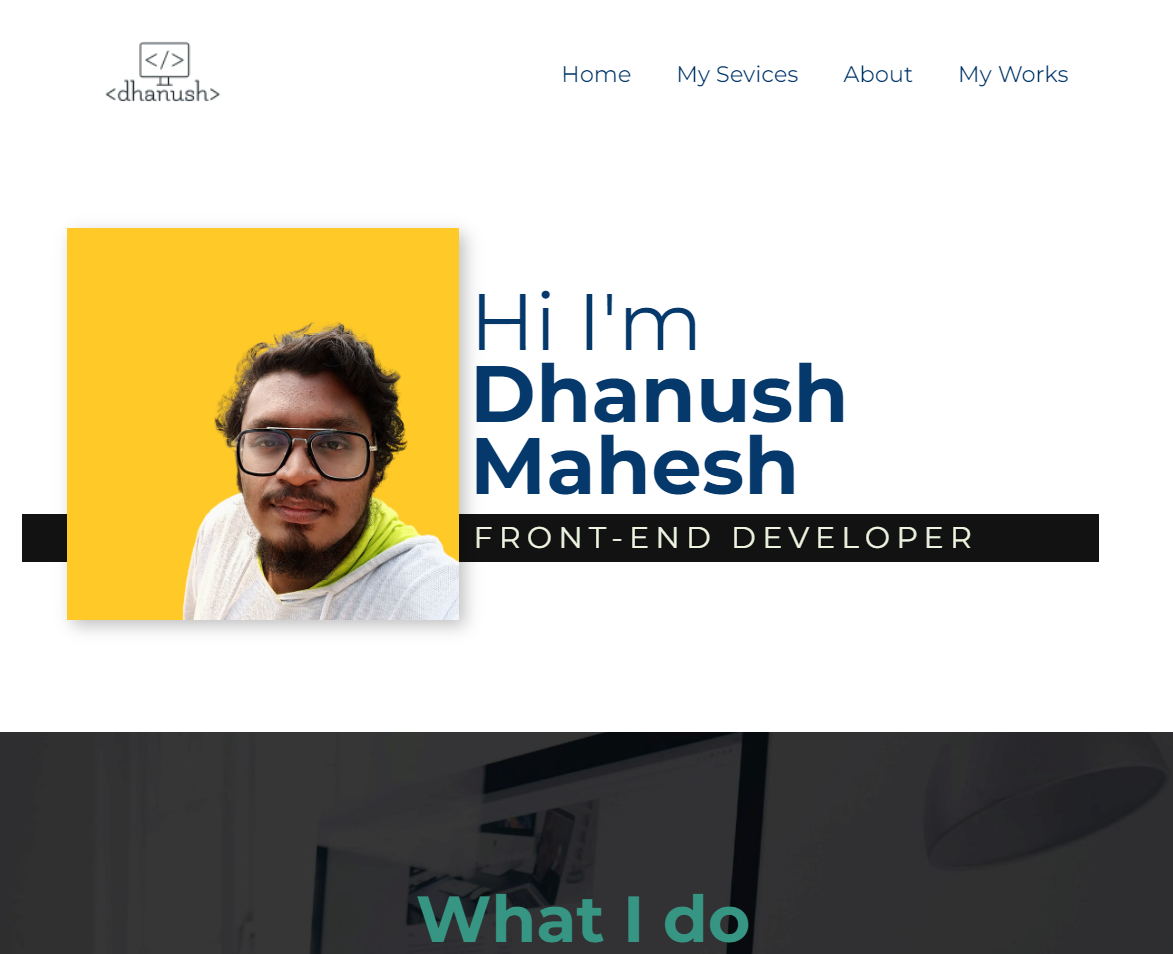 </>
<dhanush>
Home My Sevices About My Works
Hi I'm
Dhanush
Mahesh
FRONT-END DEVELOPER
What I do